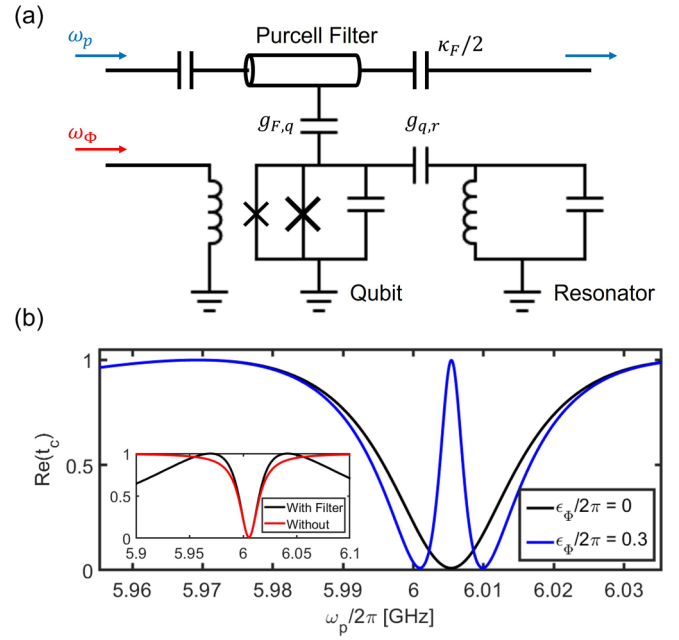 (a)
ω_p
Purcell Filter
κ_F/2
g_{F,q}
g_{q,r}
ω_Φ
Qubit
Resonator
(b)
Re(t_c)
1
0.5
0
5.96
5.97
5.98
5.99
6
6.01
6.02
6.03
ω_p/2π [GHz]
ϵ_Φ/2π = 0
ϵ_Φ/2π = 0.3
1
0.5
0
5.9
5.95
6
6.05
6.1
With Filter
Without